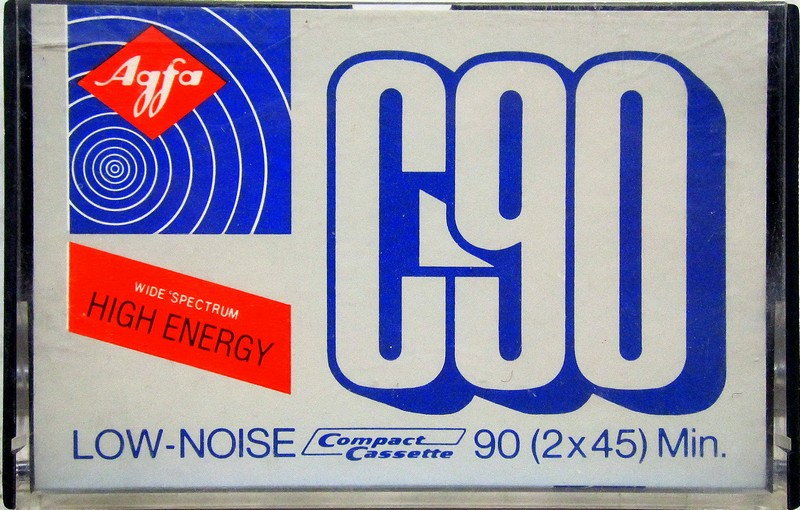 Agfa
C90
WIDE SPECTRUM
HIGH ENERGY
LOW-NOISE Compact Cassette 90 (2x45) Min.